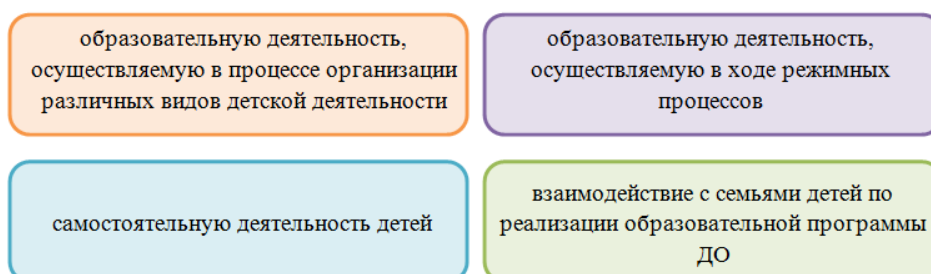 образовательную деятельность,
осуществляемую в процессе организации
различных видов детской деятельности
образовательную деятельность,
осуществляемую в ходе режимных
процессов
самостоятельную деятельность детей
взаимодействие с семьями детей по
реализации образовательной программы
ДО